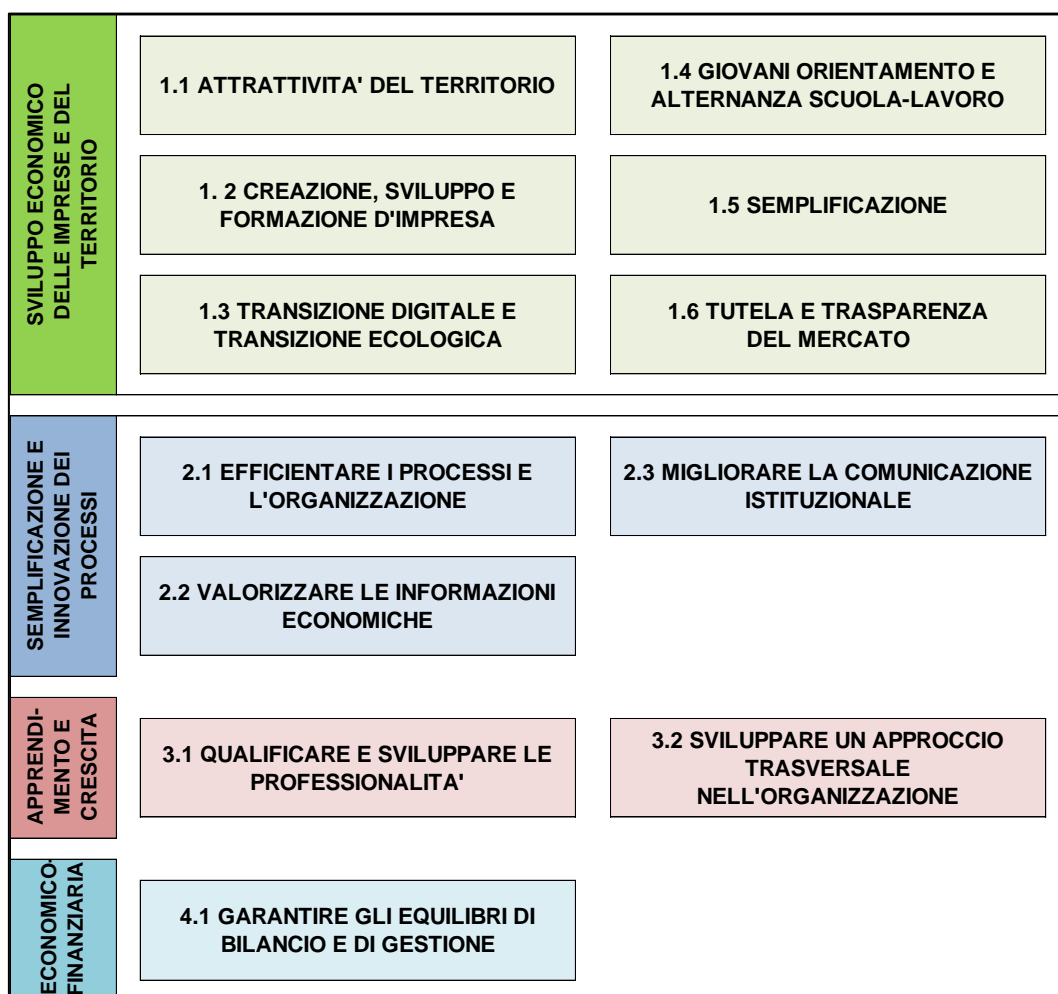 SVILUPPO ECONOMICO
DELLE IMPRESE E DEL
TERRITORIO
1.1 ATTRATTIVITA' DEL TERRITORIO
1.4 GIOVANI ORIENTAMENTO E
ALTERNANZA SCUOLA-LAVORO
1. 2 CREAZIONE, SVILUPPO E
FORMAZIONE D'IMPRESA
1.5 SEMPLIFICAZIONE
1.3 TRANSIZIONE DIGITALE E
TRANSIZIONE ECOLOGICA
1.6 TUTELA E TRASPARENZA
DEL MERCATO
SEMPLIFICAZIONE E
INNOVAZIONE DEI
PROCESSI
2.1 EFFICIENTARE I PROCESSI E
L'ORGANIZZAZIONE
2.3 MIGLIORARE LA COMUNICAZIONE
ISTITUZIONALE
2.2 VALORIZZARE LE INFORMAZIONI
ECONOMICHE
APPRENDI-
MENTO E
CRESCITA
3.1 QUALIFICARE E SVILUPPARE LE
PROFESSIONALITA'
3.2 SVILUPPARE UN APPROCCIO
TRASVERSALE
NELL'ORGANIZZAZIONE
ECONOMICO-
FINANZIARIA
4.1 GARANTIRE GLI EQUILIBRI DI
BILANCIO E DI GESTIONE